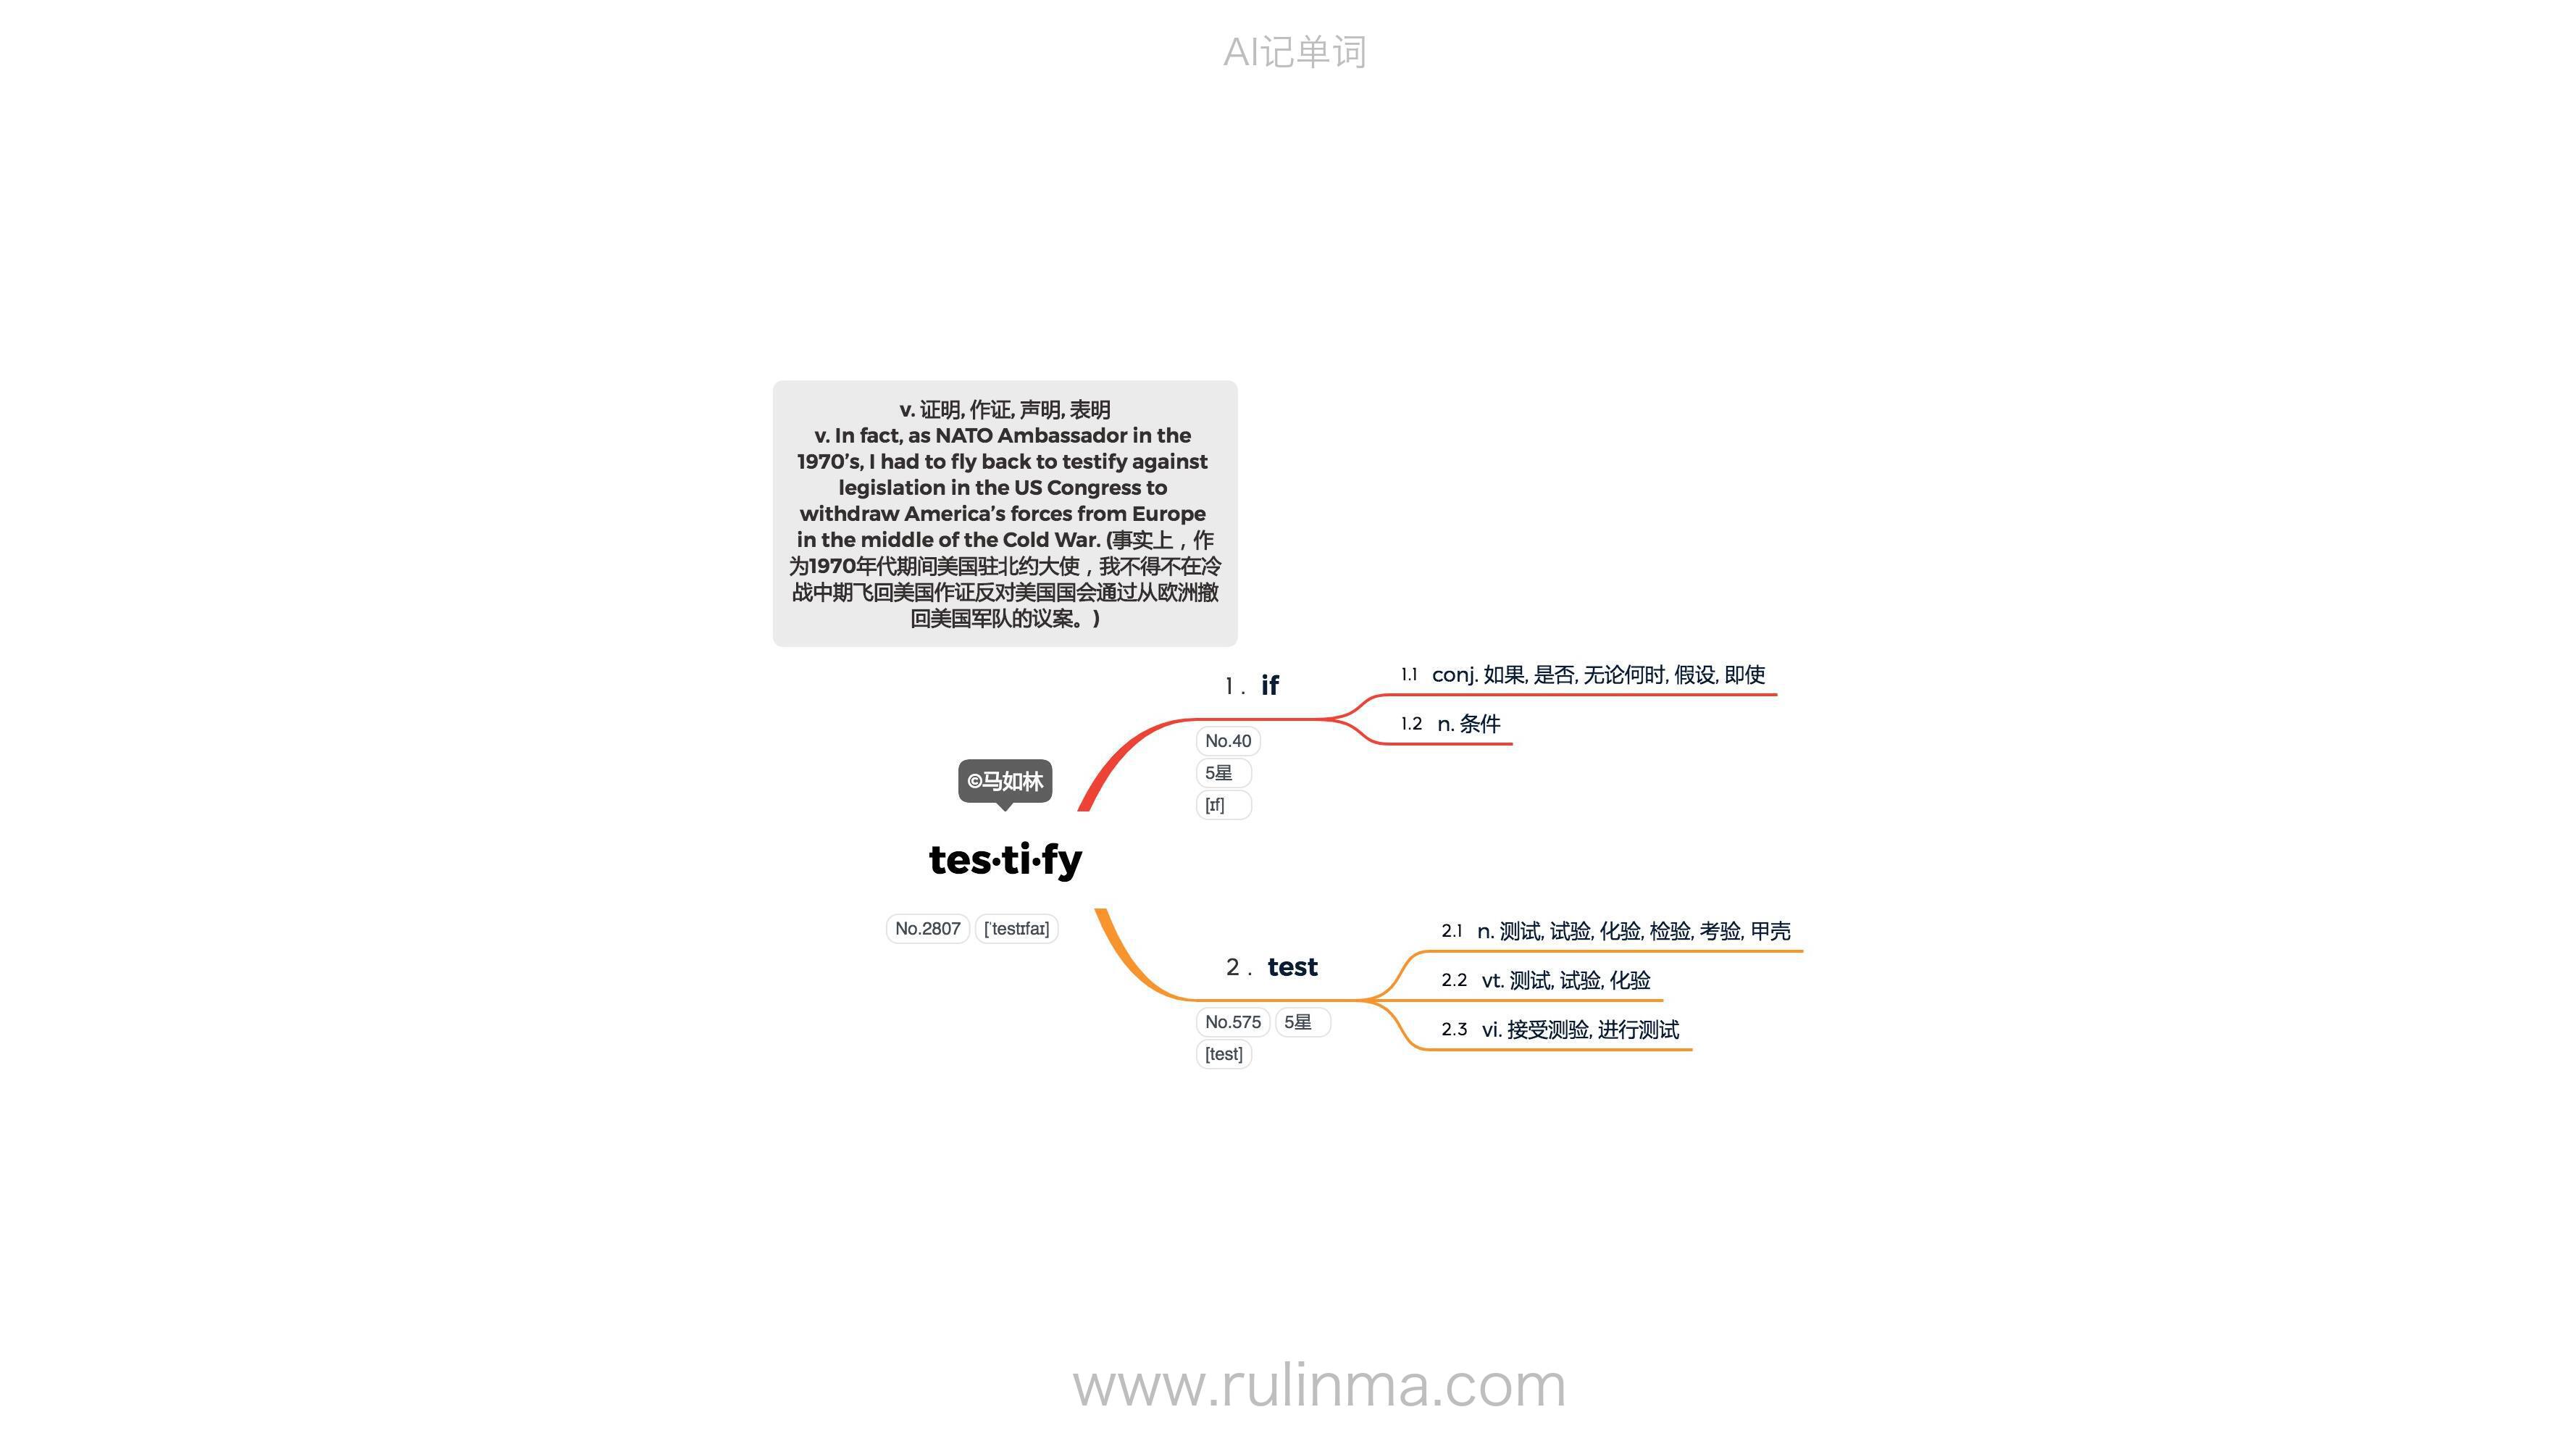 AI记单词
v. 证明, 作证, 声明, 表明
v. In fact, as NATO Ambassador in the
1970’s, I had to fly back to testify against
legislation in the US Congress to
withdraw America’s forces from Europe
in the middle of the Cold War. (事实上，作
为1970年代期间美国驻北约大使，我不得不在冷
战中期飞回美国作证反对美国国会通过从欧洲撤
回美国军队的议案。)
©马如林
tes·ti·fy
No.2807 [ˈtestɪfaɪ]
1. if
No.40
5星
[ɪf]
1.1 conj. 如果, 是否, 无论何时, 假设, 即使
1.2 n. 条件
2. test
No.575 5星
[test]
2.1 n. 测试, 试验, 化验, 检验, 考验, 甲壳
2.2 vt. 测试, 试验, 化验
2.3 vi. 接受测验, 进行测试
www.rulinma.com